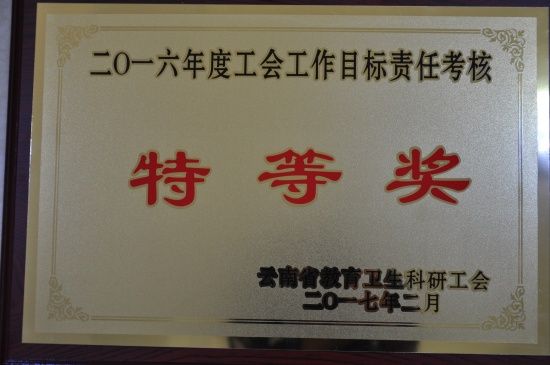 二〇一六年度工会工作目标责任考核
特等奖
云南省教育卫生科研工会
二〇一七年二月